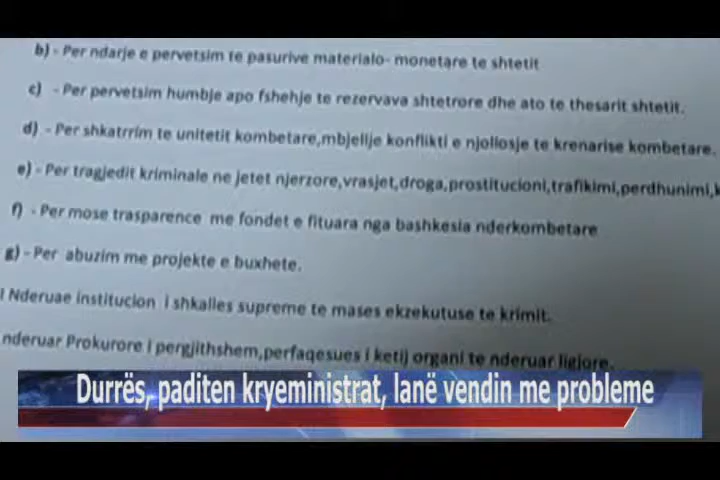 b) - Per ndarje e pervetsim te pasurive materialo- monetare te shtetit
c) - Per pervetsim humbje apo fshehje te rezervava shtetrore dhe ato te thesarit shtetit.
d) - Per shkatrrim te unitetit kombetare,mbjellje konflikti e njollosje te krenarise kombetare.
e) - Per tragjedit kriminale ne jetet njerzore,vrasjet,droga,prostitucioni,trafikimi,perdhunimi,k
f) - Per mose trasparence me fondet e fituara nga bashkesia nderkombetare
g) - Per abuzim me projekte e buxhete.
I Nderuae institucion i shkalles supreme te mases ekzekutuse te krimit.
nderuar Prokurore i pergjithshem,perfaqesues i ketij organi te nderuar ligjore.
Durrës, paditen kryeministrat, lanë vendin me probleme